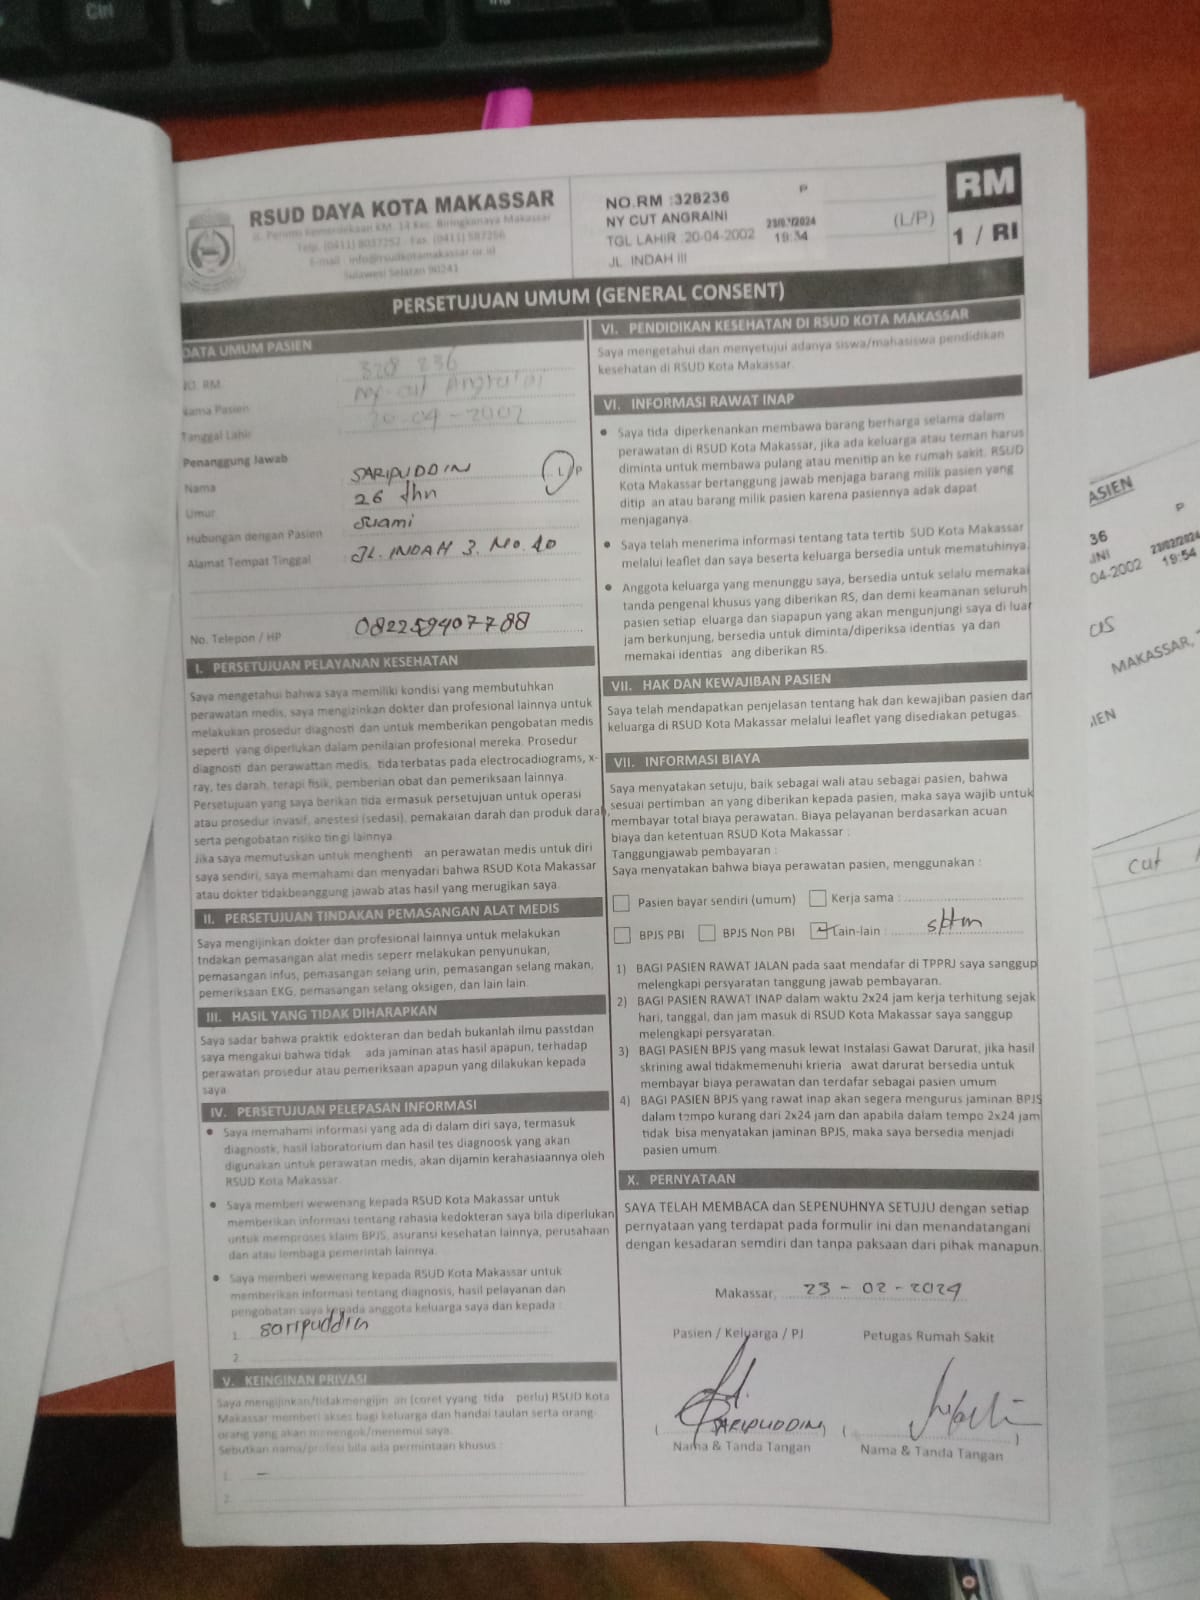 Ctrl
RSUD DAYA KOTA MAKASSAR
Jl. Perintis Kemerdekaan KM. 14 Kec. Biringkanaya Makassar
Telp. (0411) 8037252 Fax. (0411) 587256
E-mail : info@rsudkotamakassar.or.id
Sulawesi Selatan 90241
NO.RM :328236 P
NY CUT ANGRAINI
TGL LAHIR :20-04-2002
JL. INDAH III
(L/P)
RM
1 / RI
PERSETUJUAN UMUM (GENERAL CONSENT)
DATA UMUM PASIEN
NO. RM 328 236
Nama Pasien Ny. cut Angraini
Tanggal Lahir 20-04-2002
Penanggung Jawab
Nama SARIPUDDIN L/P
Umur 26 thn
Hubungan dengan Pasien Suami
Alamat Tempat Tinggal JL. INDAH 3. No. 40
No. Telepon / HP 082259407788
I. PERSETUJUAN PELAYANAN KESEHATAN
Saya mengetahui bahwa saya memiliki kondisi yang membutuhkan
perawatan medis, saya mengizinkan dokter dan profesional lainnya untuk
melakukan prosedur diagnosti dan untuk memberikan pengobatan medis
seperti yang diperlukan dalam penilaian profesional mereka. Prosedur
diagnosti dan perawattan medis, tida terbatas pada electrocadiograms, x-
ray, tes darah, terapi fisik, pemberian obat dan pemeriksaan lainnya.
Persetujuan yang saya berikan tida ermasuk persetujuan untuk operasi
atau prosedur invasif, anestesi (sedasi), pemakaian darah dan produk darah,
serta pengobatan risiko tingi lainnya
Jika saya memutuskan untuk menghenti an perawatan medis untuk diri
saya sendiri, saya memahami dan menyadari bahwa RSUD Kota Makassar
atau dokter tidakbeanggung jawab atas hasil yang merugikan saya.
II. PERSETUJUAN TINDAKAN PEMASANGAN ALAT MEDIS
Saya mengijinkan dokter dan profesional lainnya untuk melakukan
tndakan pemasangan alat medis seperr melakukan penyunukan,
pemasangan infus, pemasangan selang urin, pemasangan selang makan,
pemeriksaan EKG, pemasangan selang oksigen, dan lain lain.
III. HASIL YANG TIDAK DIHARAPKAN
Saya sadar bahwa praktik edokteran dan bedah bukanlah ilmu passtdan
saya mengakui bahwa tidak ada jaminan atas hasil apapun, terhadap
perawatan prosedur atau pemeriksaan apapun yang dilakukan kepada
saya.
IV. PERSETUJUAN PELEPASAN INFORMASI
• Saya memahami informasi yang ada di dalam diri saya, termasuk
diagnostk, hasil laboratorium dan hasil tes diagnoosk yang akan
digunakan untuk perawatan medis, akan dijamin kerahasiaannya oleh
RSUD Kota Makassar.
• Saya memberi wewenang kepada RSUD Kota Makassar untuk
memberikan informasi tentang rahasia kedokteran saya bila diperlukan
untuk memproses klaim BPJS, asuransi kesehatan lainnya, perusahaan
dan atau lembaga pemerintah lainnya.
• Saya memberi wewenang kepada RSUD Kota Makassar untuk
memberikan informasi tentang diagnosis, hasil pelayanan dan
pengobatan saya kepada anggota keluarga saya dan kepada :
1. saripuddin
2.
V. KEINGINAN PRIVASI
Saya mengijinkan/tidakmengijin an (coret yyang tida perlu) RSUD Kota
Makassar memberi akses bagi keluarga dan handai taulan serta orang-
orang yang akan menengok/menemui saya.
Sebutkan nama/profesi bila ada permintaan khusus :
1. –
2.
VI. PENDIDIKAN KESEHATAN DI RSUD KOTA MAKASSAR
Saya mengetahui dan menyetujui adanya siswa/mahasiswa pendidikan
kesehatan di RSUD Kota Makassar.
VI. INFORMASI RAWAT INAP
• Saya tida diperkenankan membawa barang berharga selama dalam
perawatan di RSUD Kota Makassar, jika ada keluarga atau teman harus
diminta untuk membawa pulang atau menitip an ke rumah sakit. RSUD
Kota Makassar bertanggung jawab menjaga barang milik pasien yang
ditip an atau barang milik pasien karena pasiennya adak dapat
menjaganya.
• Saya telah menerima informasi tentang tata tertib SUD Kota Makassar
melalui leaflet dan saya beserta keluarga bersedia untuk mematuhinya.
• Anggota keluarga yang menunggu saya, bersedia untuk selalu memakai
tanda pengenal khusus yang diberikan RS, dan demi keamanan seluruh
pasien setiap eluarga dan siapapun yang akan mengunjungi saya di luar
jam berkunjung, bersedia untuk diminta/diperiksa identias ya dan
memakai identias ang diberikan RS.
VII. HAK DAN KEWAJIBAN PASIEN
Saya telah mendapatkan penjelasan tentang hak dan kewajiban pasien dan
keluarga di RSUD Kota Makassar melalui leaflet yang disediakan petugas.
VII. INFORMASI BIAYA
Saya menyatakan setuju, baik sebagai wali atau sebagai pasien, bahwa
sesuai pertimban an yang diberikan kepada pasien, maka saya wajib untuk
membayar total biaya perawatan. Biaya pelayanan berdasarkan acuan
biaya dan ketentuan RSUD Kota Makassar :
Tanggungjawab pembayaran :
Saya menyatakan bahwa biaya perawatan pasien, menggunakan :
Pasien bayar sendiri (umum) Kerja sama :
BPJS PBI BPJS Non PBI Lain-lain : sktm
1) BAGI PASIEN RAWAT JALAN pada saat mendafar di TPPRJ saya sanggup
melengkapi persyaratan tanggung jawab pembayaran.
2) BAGI PASIEN RAWAT INAP dalam waktu 2x24 jam kerja terhitung sejak
hari, tanggal, dan jam masuk di RSUD Kota Makassar saya sanggup
melengkapi persyaratan.
3) BAGI PASIEN BPJS yang masuk lewat Instalasi Gawat Darurat, jika hasil
skrining awal tidakmemenuhi krieria awat darurat bersedia untuk
membayar biaya perawatan dan terdafar sebagai pasien umum
4) BAGI PASIEN BPJS yang rawat inap akan segera mengurus jaminan BPJS
dalam tempo kurang dari 2x24 jam dan apabila dalam tempo 2x24 jam
tidak bisa menyatakan jaminan BPJS, maka saya bersedia menjadi
pasien umum.
X. PERNYATAAN
SAYA TELAH MEMBACA dan SEPENUHNYA SETUJU dengan setiap
pernyataan yang terdapat pada formulir ini dan menandatangani
dengan kesadaran semdiri dan tanpa paksaan dari pihak manapun.
Makassar, 23 - 02 - 2024
Pasien / Keluarga / PJ Petugas Rumah Sakit
( SARIPUDDIN ) ( )
Nama & Tanda Tangan Nama & Tanda Tangan
ASIEN
P
36
INI 23/02/2024
04-2002 19:54
MAKASSAR,
IEN
cut